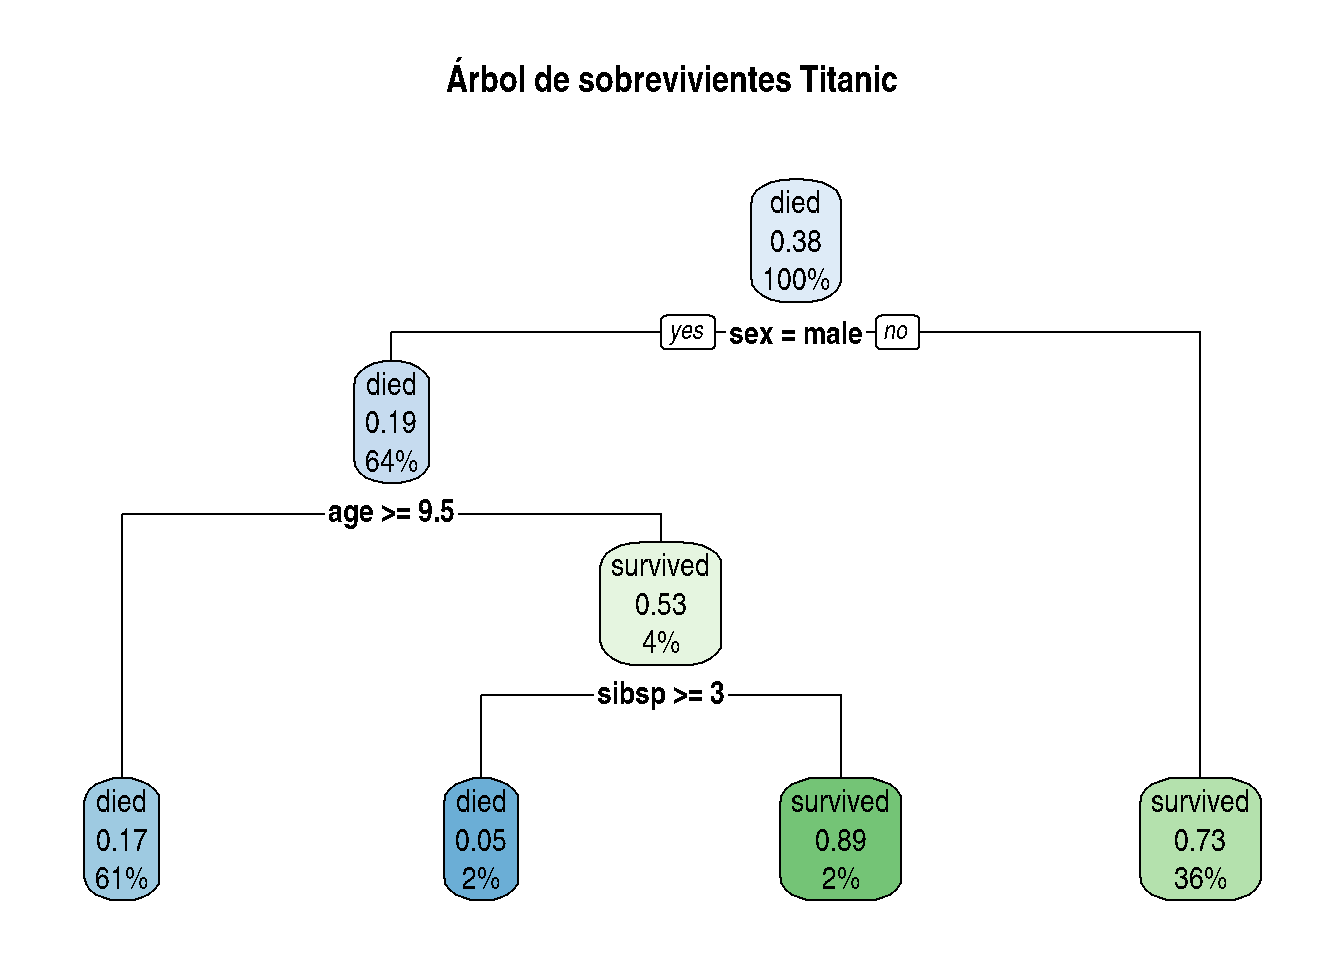 Árbol de sobrevivientes Titanic
died
0.38
100%
yes sex = male no
died
0.19
64%
age >= 9.5
survived
0.53
4%
sibsp >= 3
died
0.17
61%
died
0.05
2%
survived
0.89
2%
survived
0.73
36%